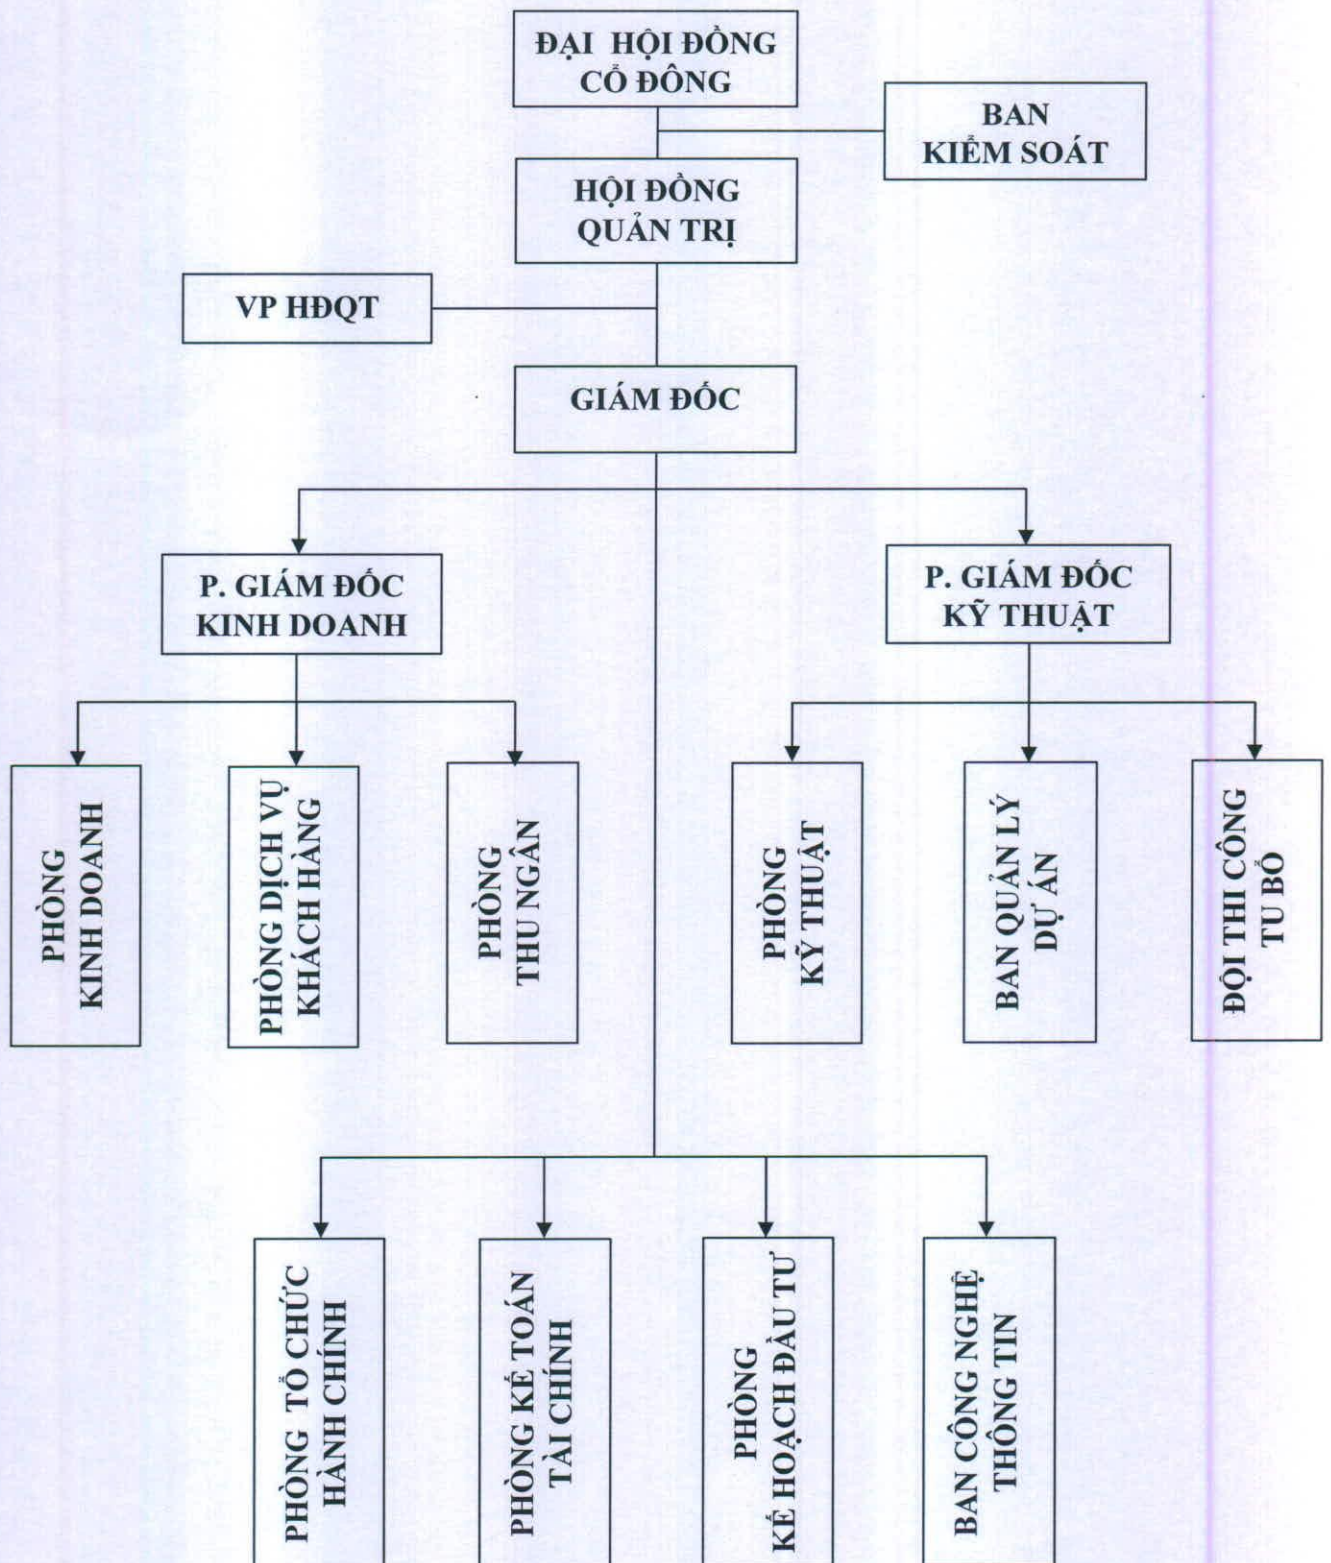 ĐẠI HỘI ĐỒNG
CỔ ĐÔNG
BAN
KIỂM SOÁT
HỘI ĐỒNG
QUẢN TRỊ
VP HĐQT
GIÁM ĐỐC
P. GIÁM ĐỐC
KINH DOANH
P. GIÁM ĐỐC
KỸ THUẬT
PHÒNG
KINH DOANH
PHÒNG DỊCH VỤ
KHÁCH HÀNG
PHÒNG
THU NGÂN
PHÒNG
KỸ THUẬT
BAN QUẢN LÝ
DỰ ÁN
ĐỘI THI CÔNG
TU BỔ
PHÒNG TỔ CHỨC
HÀNH CHÍNH
PHÒNG KẾ TOÁN
TÀI CHÍNH
PHÒNG
KẾ HOẠCH ĐẦU TƯ
BAN CÔNG NGHỆ
THÔNG TIN